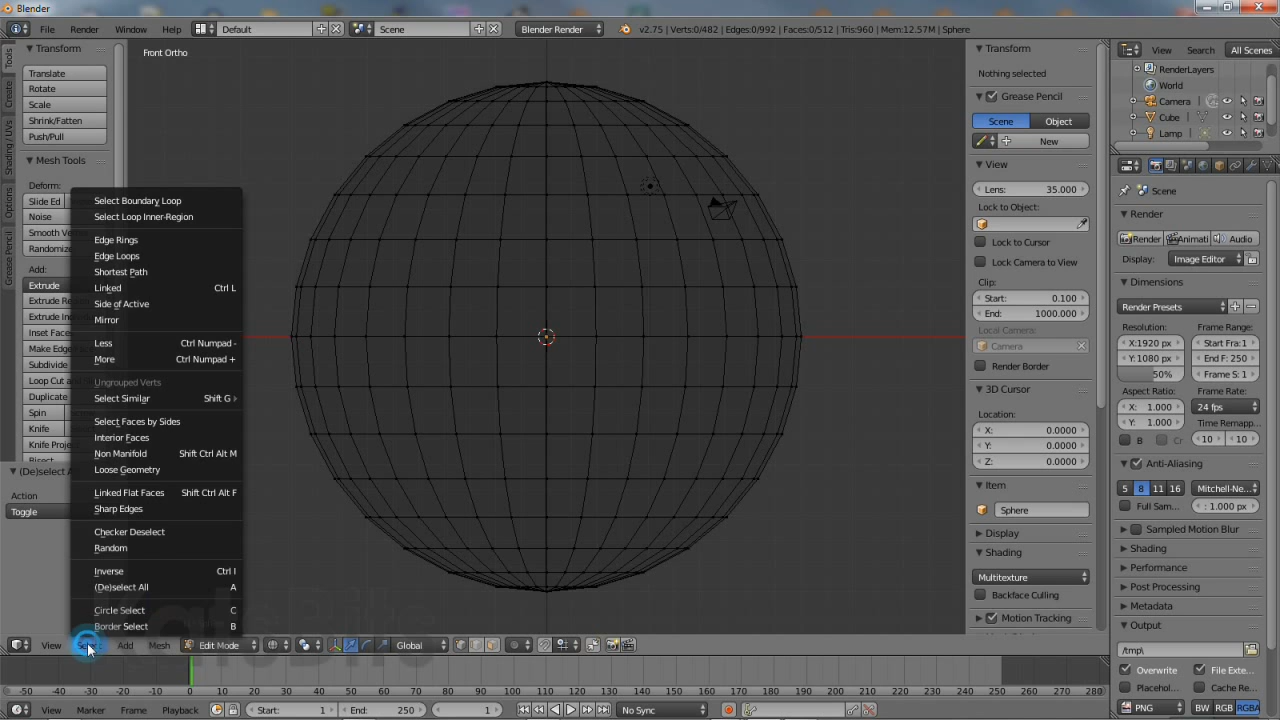 Blender
File Render Window Help Default Scene Blender Render v2.75 | Verts:0/482 | Edges:0/992 | Faces:0/512 | Tris:960 | Mem:12.57M | Sphere
Tools
Create
Shading / UVs
Options
Grease Pencil
Transform
Translate
Rotate
Scale
Shrink/Fatten
Push/Pull
Mesh Tools
Deform:
Slide Ed
Noise
Smooth Vert
Randomize
Add:
Extrude
Extrude Re
Extrude In
Inset Faces
Make Edge/
Subdivide
Loop Cut an
Duplicate
Spin
Knife
Knife Projec
Bisect
(De)select A
Action
Toggle
Front Ortho
Select Boundary Loop
Select Loop Inner-Region
Edge Rings
Edge Loops
Shortest Path
Linked Ctrl L
Side of Active
Mirror
Less Ctrl Numpad -
More Ctrl Numpad +
Ungrouped Verts
Select Similar Shift G
Select Faces by Sides
Interior Faces
Non Manifold Shift Ctrl Alt M
Loose Geometry
Linked Flat Faces Shift Ctrl Alt F
Sharp Edges
Checker Deselect
Random
Inverse Ctrl I
(De)select All A
Circle Select C
Border Select B
View Select Add Mesh Edit Mode Global
-50 -40 -30 -20 -10 0 10 20 30 40 50 60 70 80 90 100 110 120 130 140 150 160 170 180 190 200 210 220 230 240 250 260 270 280
View Marker Frame Playback Start: 1 End: 250 1 No Sync
Transform
Nothing selected
Grease Pencil
Scene Object
New
View
Lens: 35.000
Lock to Object:
Lock to Cursor
Lock Camera to View
Clip:
Start: 0.100
End: 1000.000
Local Camera:
Camera
Render Border
3D Cursor
Location:
X: 0.0000
Y: 0.0000
Z: 0.0000
Item
Sphere
Display
Shading
Multitexture
Backface Culling
Motion Tracking
View Search All Scenes
RenderLayers
World
Camera
Cube
Lamp
Scene
Render
Render Animati Audio
Display: Image Editor
Dimensions
Render Presets
Resolution: Frame Range:
X:1920 px Start Fra:1
Y:1080 px End F: 250
50% Frame S: 1
Aspect Ratio: Frame Rate:
X: 1.000 24 fps
Y: 1.000 Time Remapp...
B Cr 10 10
Anti-Aliasing
5 8 11 16 Mitchell-Ne...
Full Sam... : 1.000 px
Sampled Motion Blur
Shading
Performance
Post Processing
Metadata
Output
/tmp\
Overwrite File Exte...
Placehol... Cache Re...
PNG BW RGB RGBA